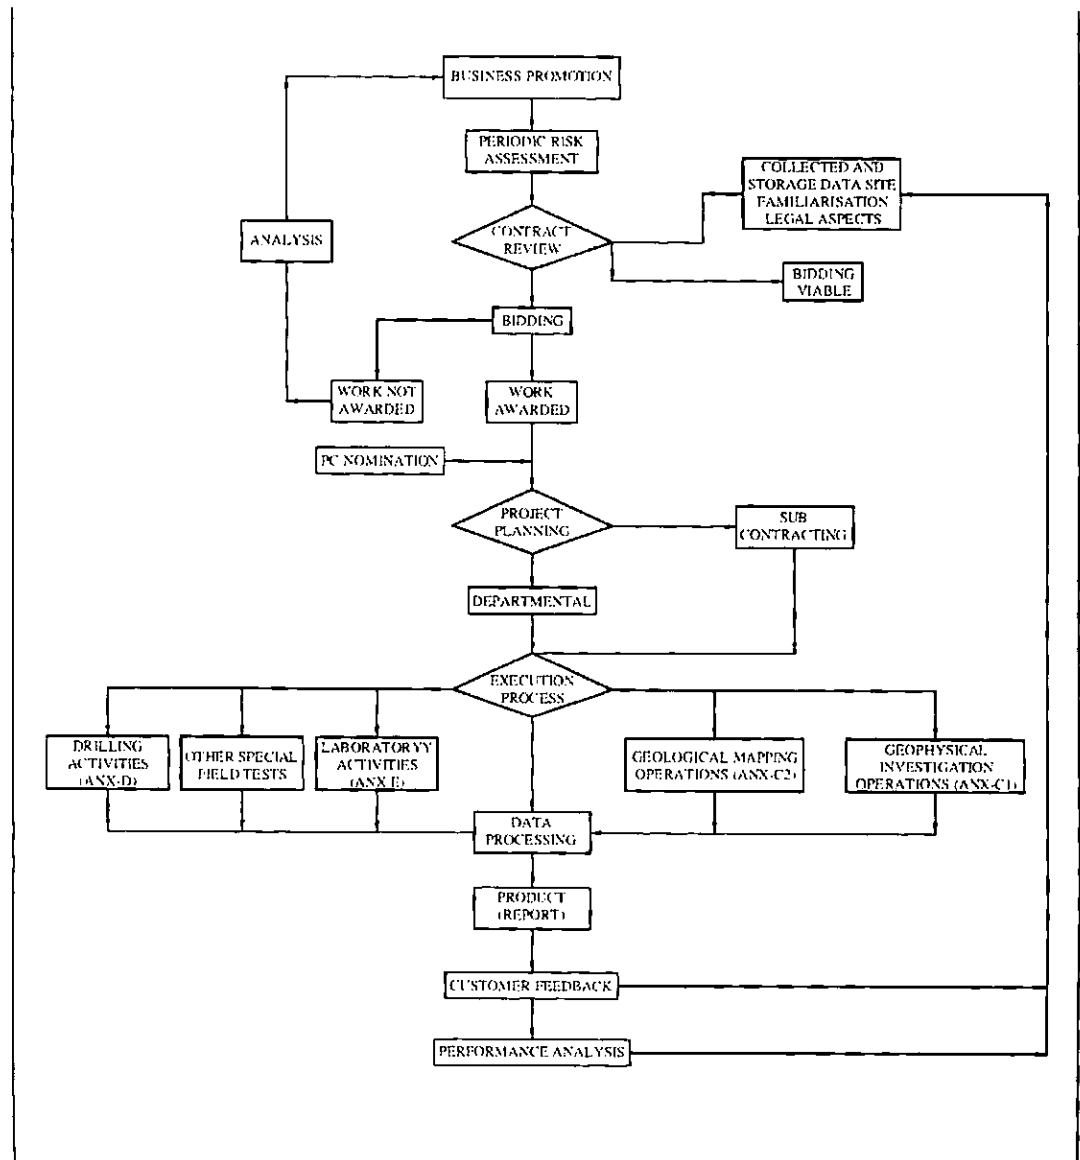 BUSINESS PROMOTION
PERIODIC RISK
ASSESSMENT
COLLECTED AND
STORAGE DATA SITE
FAMILIARISATION
LEGAL ASPECTS
ANALYSIS
CONTRACT
REVIEW
BIDDING
VIABLE
BIDDING
WORK NOT
AWARDED
WORK
AWARDED
PC NOMINATION
PROJECT
PLANNING
SUB
CONTRACTING
DEPARTMENTAL
EXECUTION
PROCESS
DRILLING
ACTIVITIES
(ANX-D)
OTHER SPECIAL
FIELD TESTS
LABORATORYY
ACTIVITIES
(ANX E)
GEOLOGICAL MAPPING
OPERATIONS (ANX-C2)
GEOPHYSICAL
INVESTIGATION
OPERATIONS (ANX-C1)
DATA
PROCESSING
PRODUCT
(REPORT)
CUSTOMER FEEDBACK
PERFORMANCE ANALYSIS